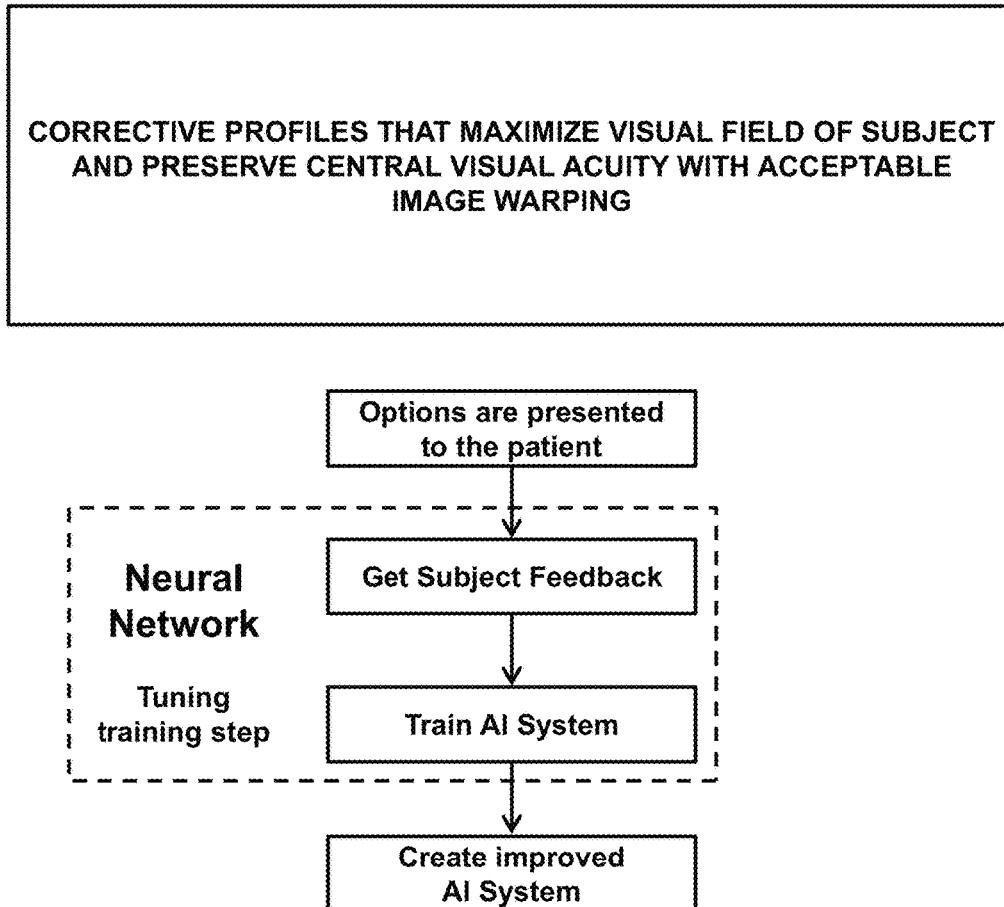 CORRECTIVE PROFILES THAT MAXIMIZE VISUAL FIELD OF SUBJECT
AND PRESERVE CENTRAL VISUAL ACUITY WITH ACCEPTABLE
IMAGE WARPING
Options are presented
to the patient
Neural
Network
Tuning
training step
Get Subject Feedback
Train AI System
Create improved
AI System